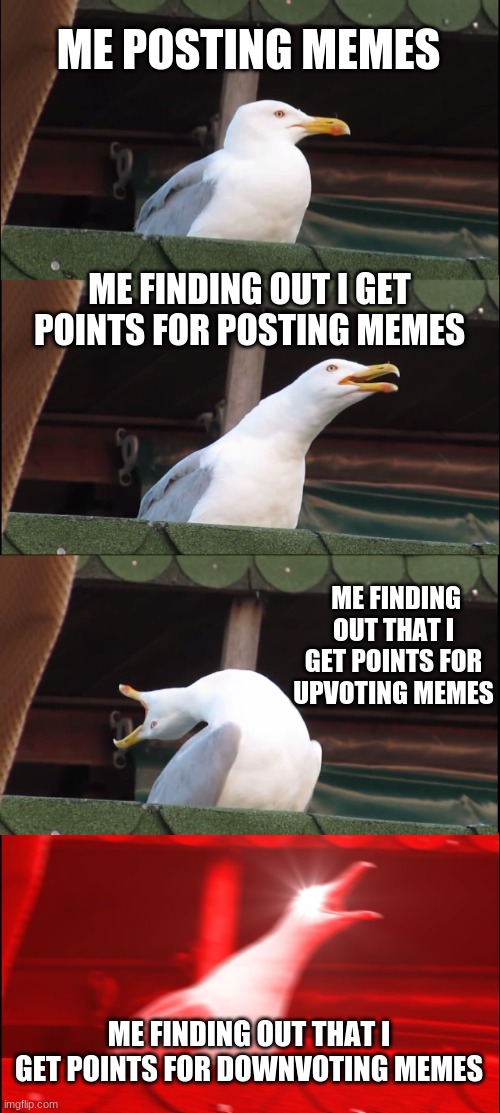 ME POSTING MEMES
ME FINDING OUT I GET
POINTS FOR POSTING MEMES
ME FINDING
OUT THAT I
GET POINTS FOR
UPVOTING MEMES
ME FINDING OUT THAT I
GET POINTS FOR DOWNVOTING MEMES
imgflip.com